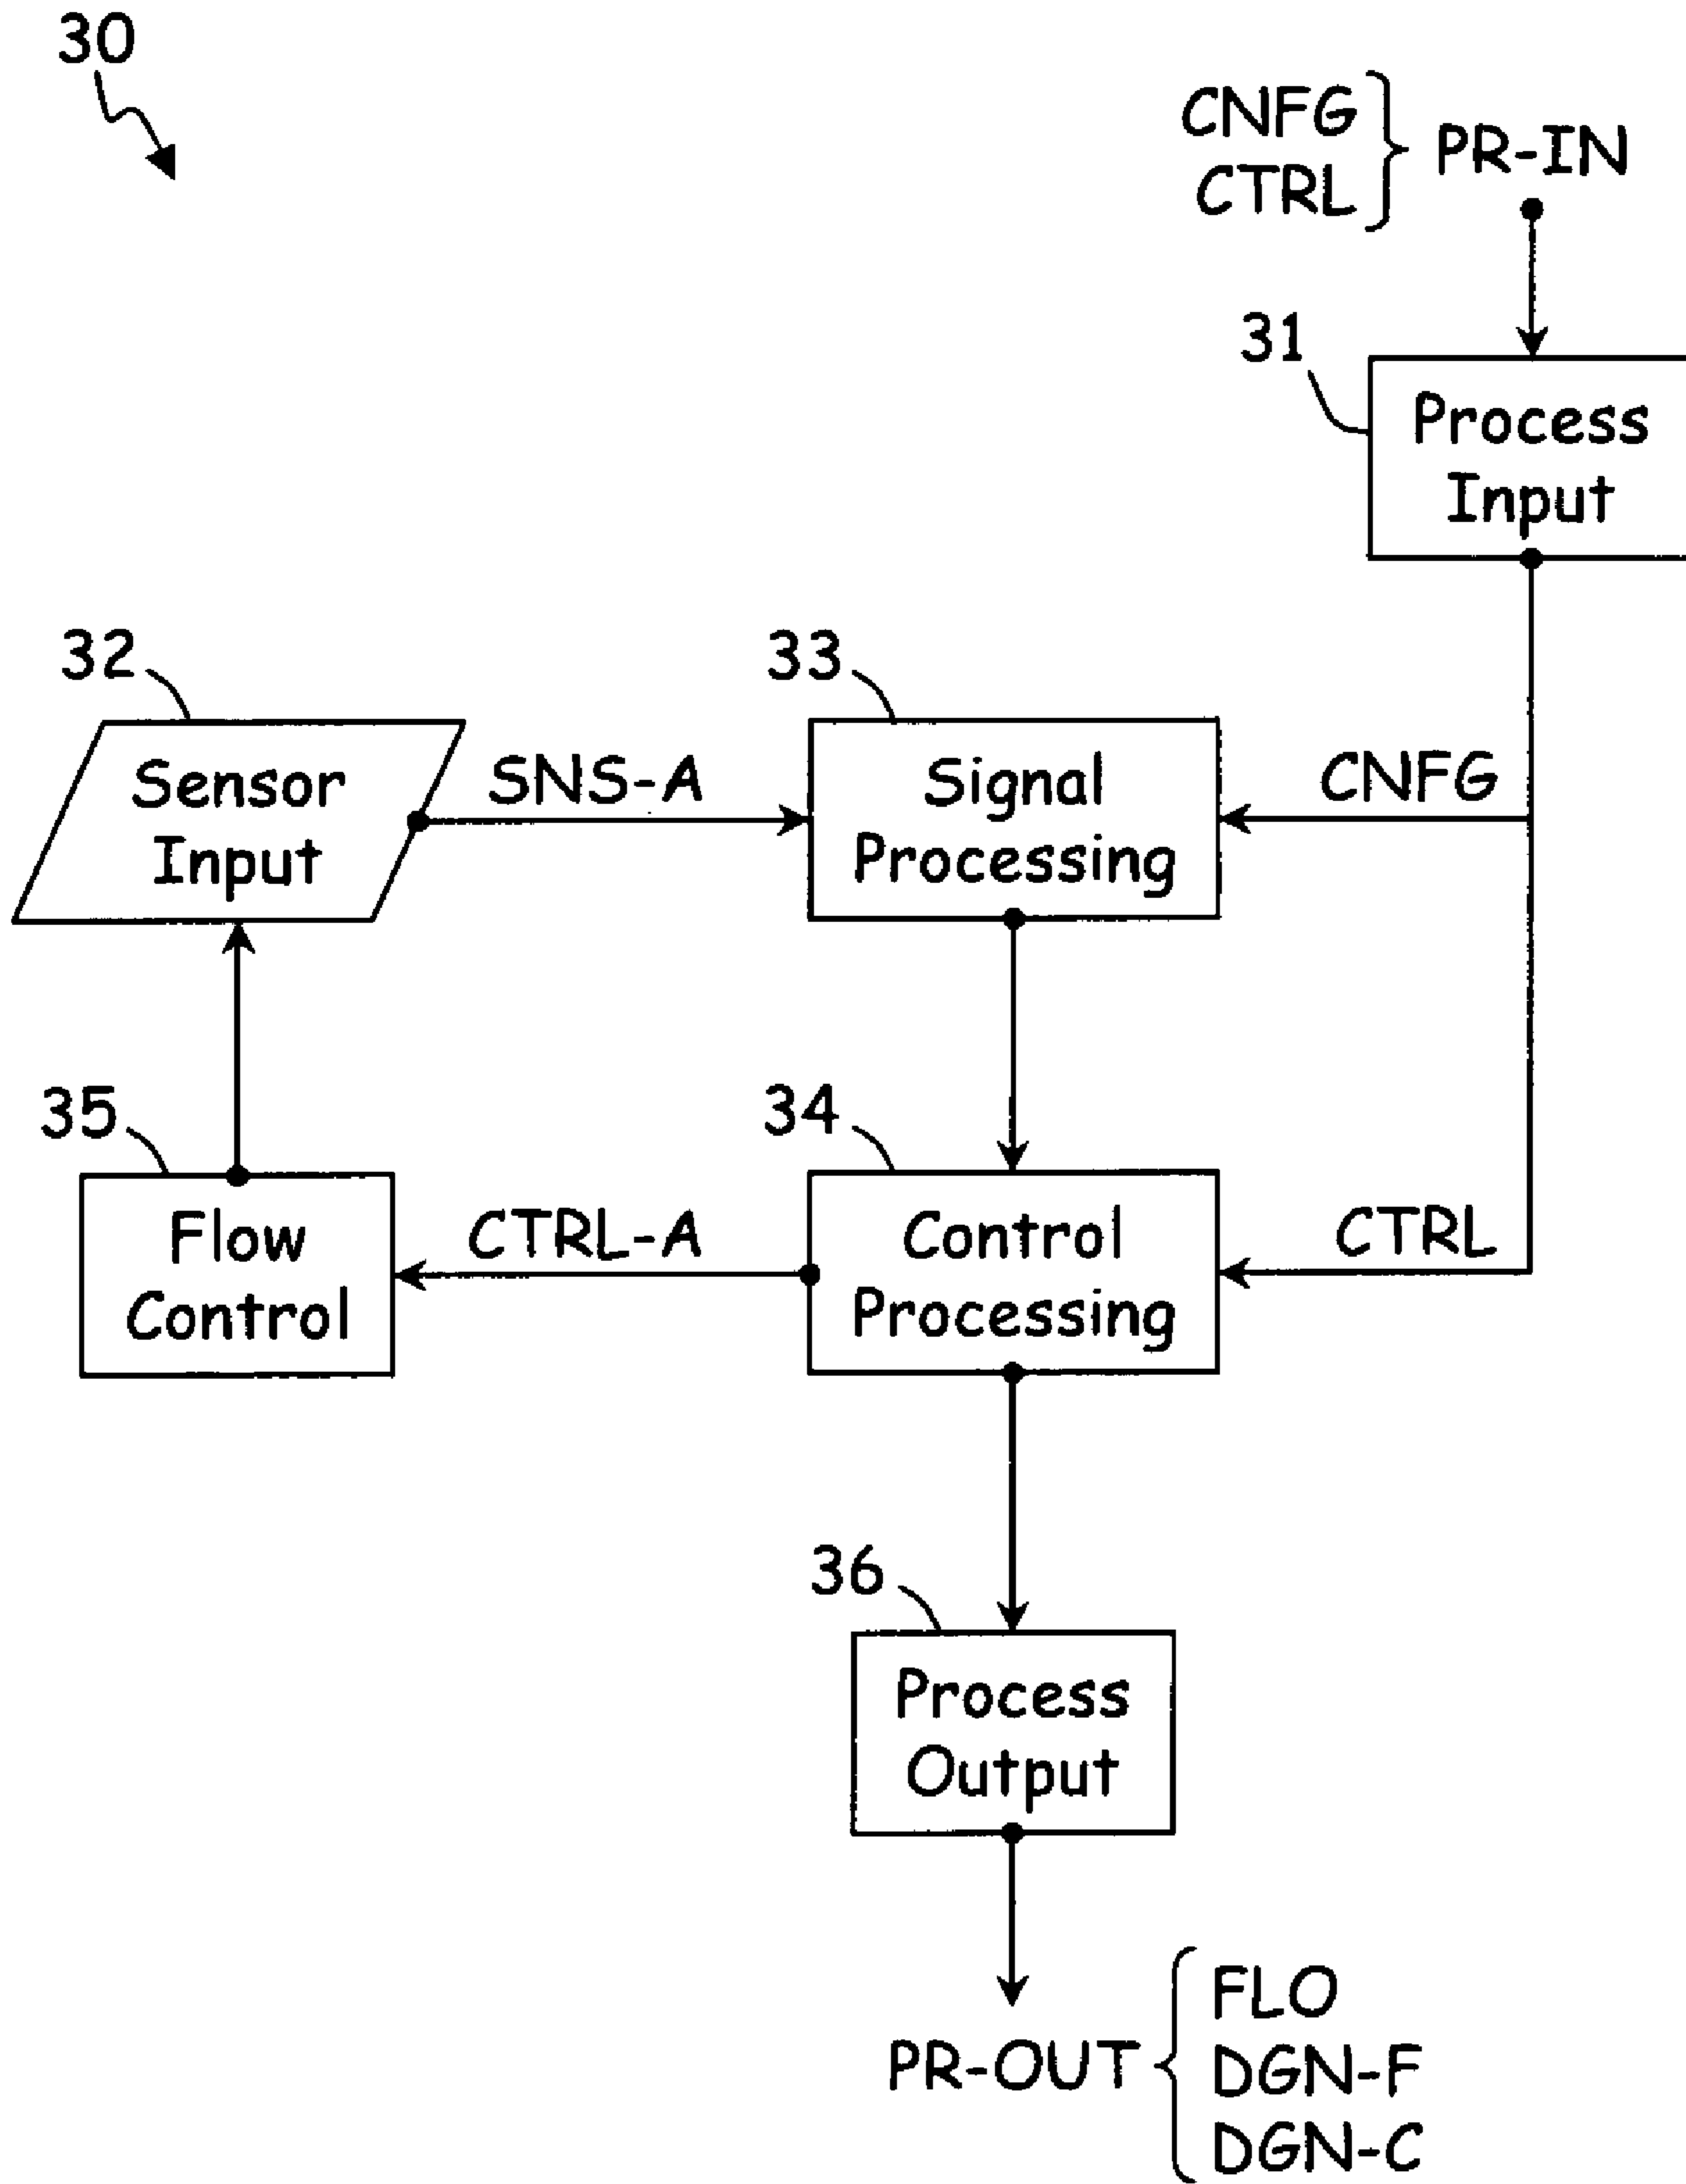 30
CNFG
CTRL
PR-IN
31
Process
Input
32
Sensor
Input
SNS-A
33
Signal
Processing
CNFG
35
Flow
Control
CTRL-A
34
Control
Processing
CTRL
36
Process
Output
PR-OUT
FLO
DGN-F
DGN-C